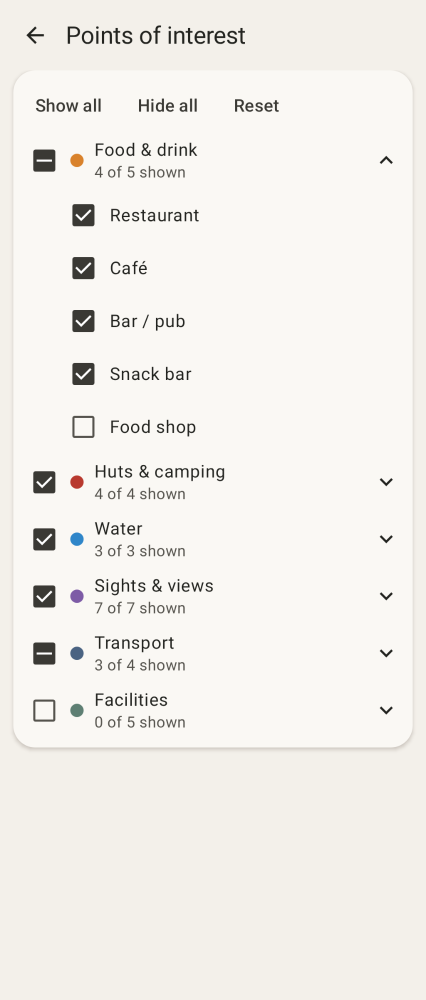 Points of interest
Show all Hide all Reset
Food & drink
4 of 5 shown
Restaurant
Café
Bar / pub
Snack bar
Food shop
Huts & camping
4 of 4 shown
Water
3 of 3 shown
Sights & views
7 of 7 shown
Transport
3 of 4 shown
Facilities
0 of 5 shown